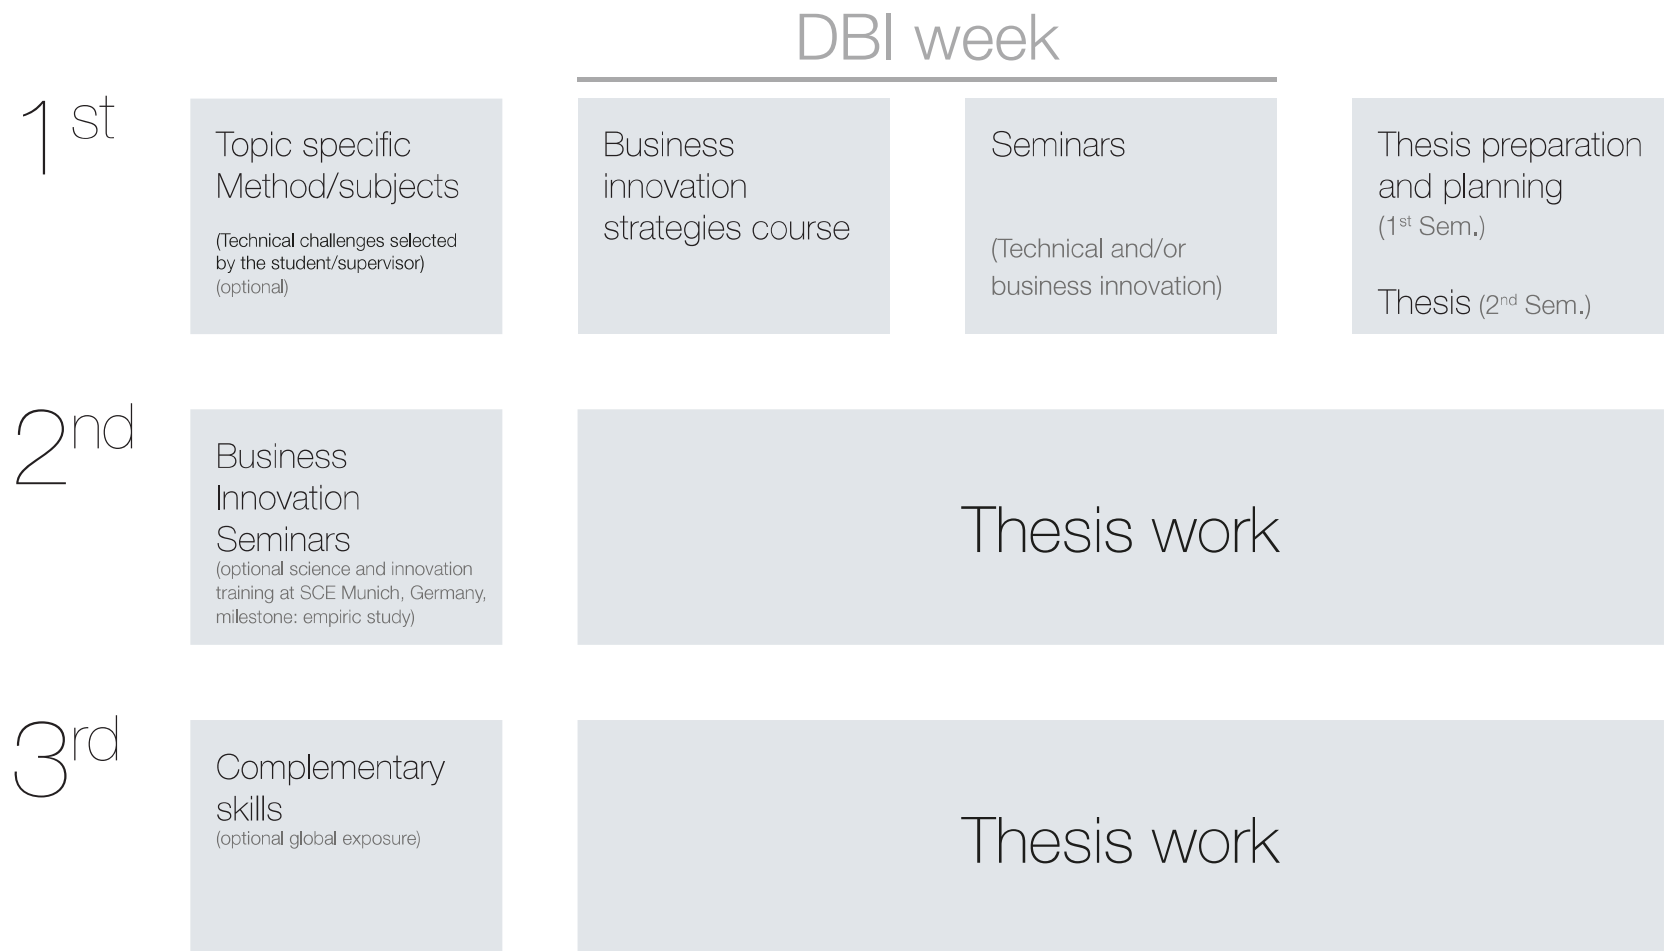 DBI week
1st
Topic specific
Method/subjects
(Technical challenges selected
by the student/supervisor)
(optional)
Business
innovation
strategies course
Seminars
(Technical and/or
business innovation)
Thesis preparation
and planning
(1st Sem.)
Thesis (2nd Sem.)
2nd
Business
Innovation
Seminars
(optional science and innovation
training at SCE Munich, Germany,
milestone: empiric study)
Thesis work
3rd
Complementary
skills
(optional global exposure)
Thesis work